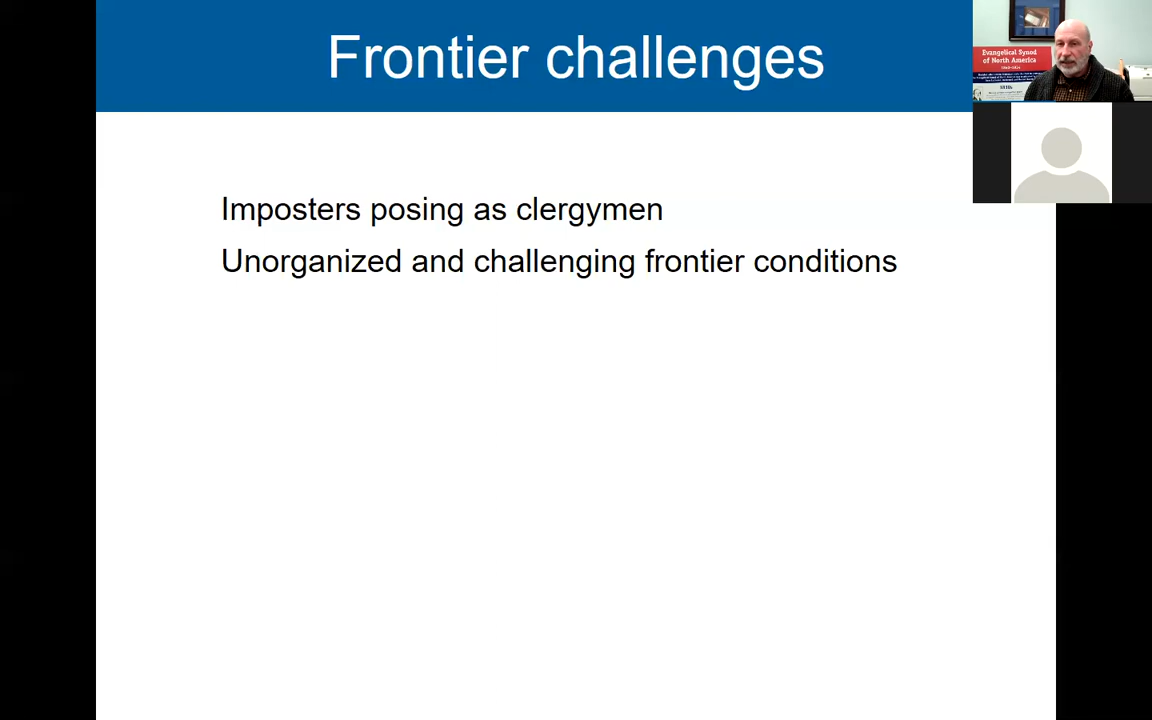 Frontier challenges
Evangelical Synod
of North America
Imposters posing as clergymen
Unorganized and challenging frontier conditions